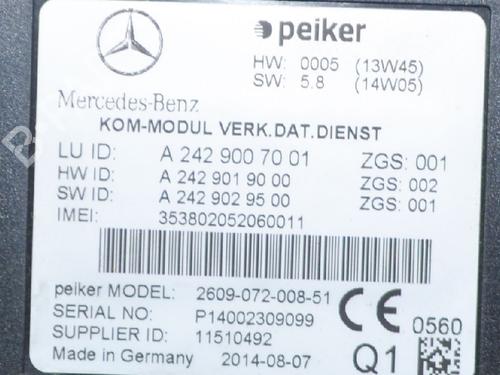 peiker
HW: 0005 (13W45)
SW: 5.8 (14W05)
Mercedes-Benz
KOM-MODUL VERK.DAT.DIENST
LU ID: A 242 900 70 01 ZGS: 001
HW ID: A 242 901 90 00 ZGS: 002
SW ID: A 242 902 95 00 ZGS: 001
IMEI: 353802052060011
peiker MODEL: 2609-072-008-51
SERIAL NO: P14002309099
SUPPLIER ID: 11510492
CE 0560
Made in Germany 2014-08-07 Q1